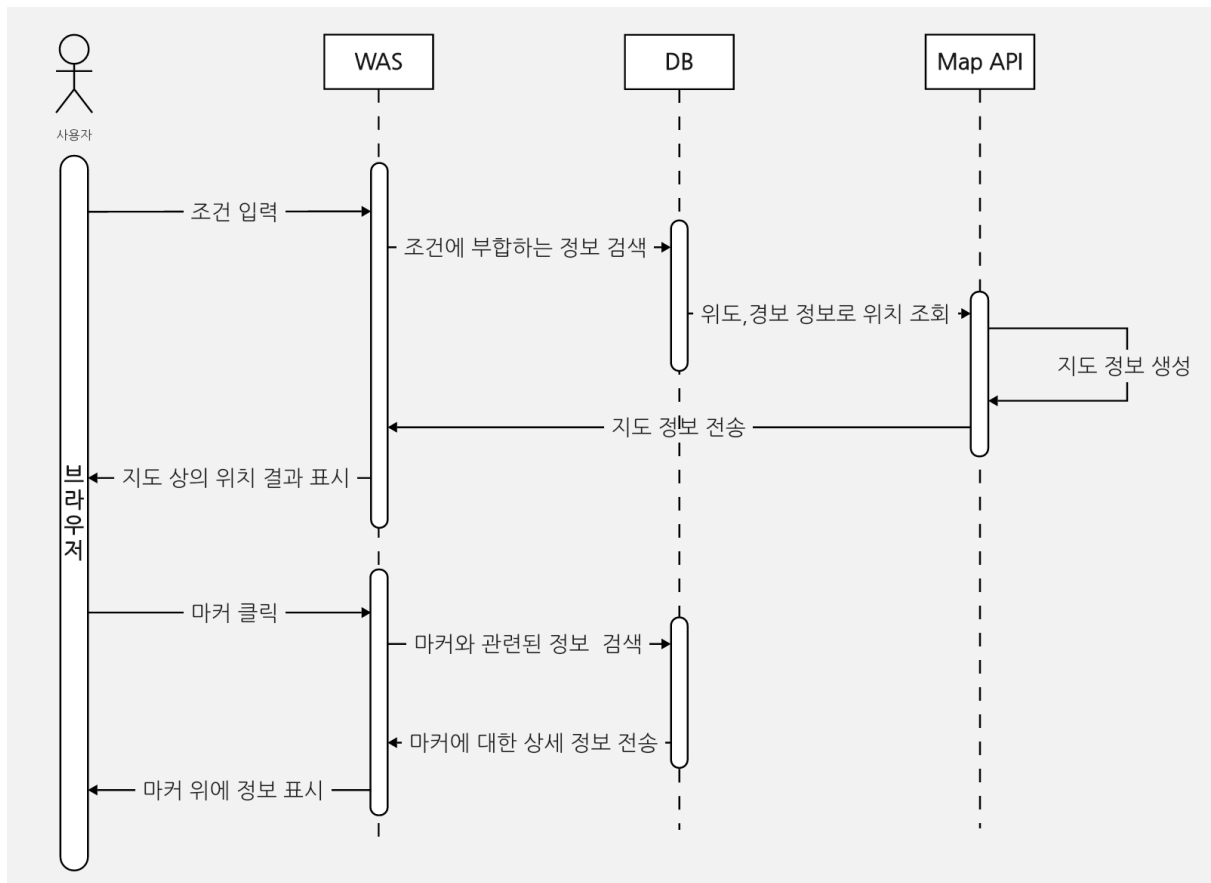 WAS
DB
Map API
사용자
조건 입력
조건에 부합하는 정보 검색
위도,경보 정보로 위치 조회
지도 정보 생성
지도 정보 전송
지도 상의 위치 결과 표시
브
라
우
저
마커 클릭
마커와 관련된 정보  검색
마커에 대한 상세 정보 전송
마커 위에 정보 표시